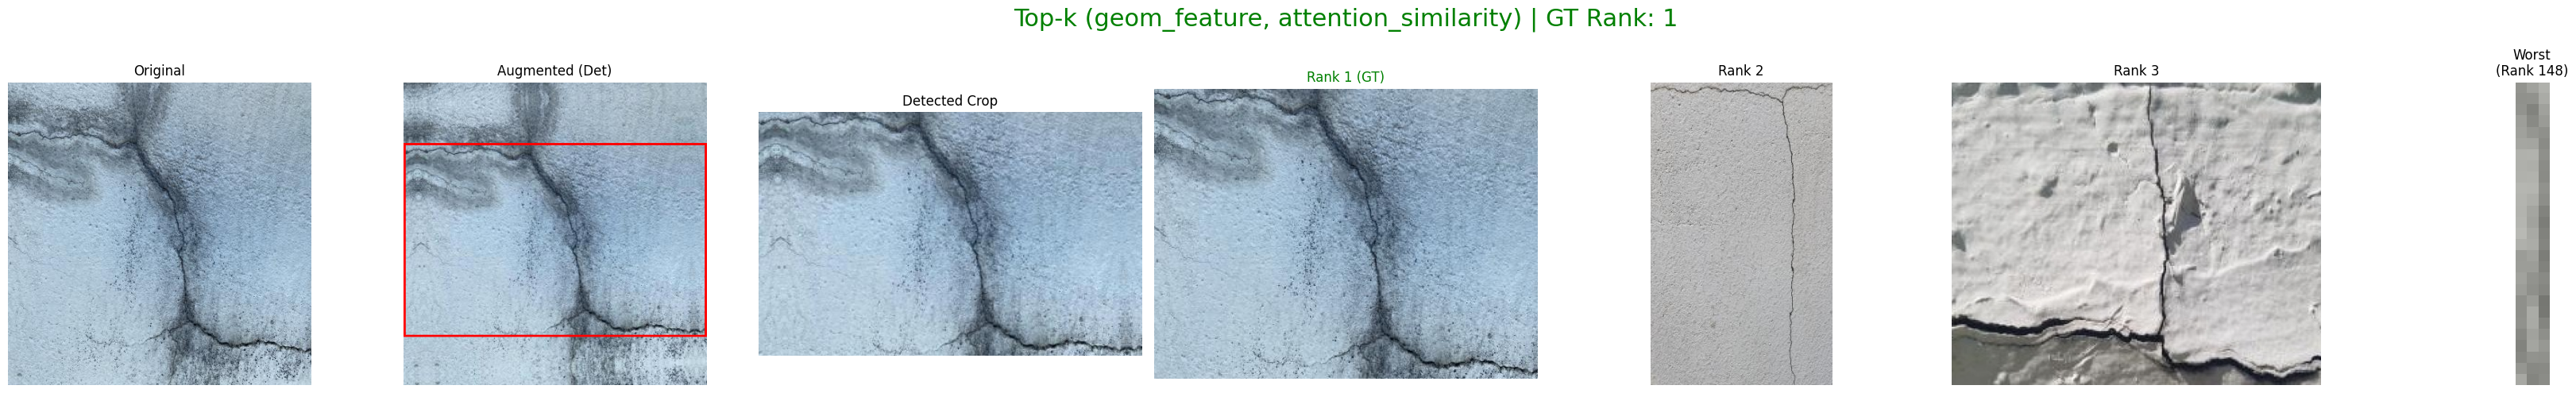 Top-k (geom_feature, attention_similarity) | GT Rank: 1
Original
Augmented (Det)
Detected Crop
Rank 1 (GT)
Rank 2
Rank 3
Worst
(Rank 148)